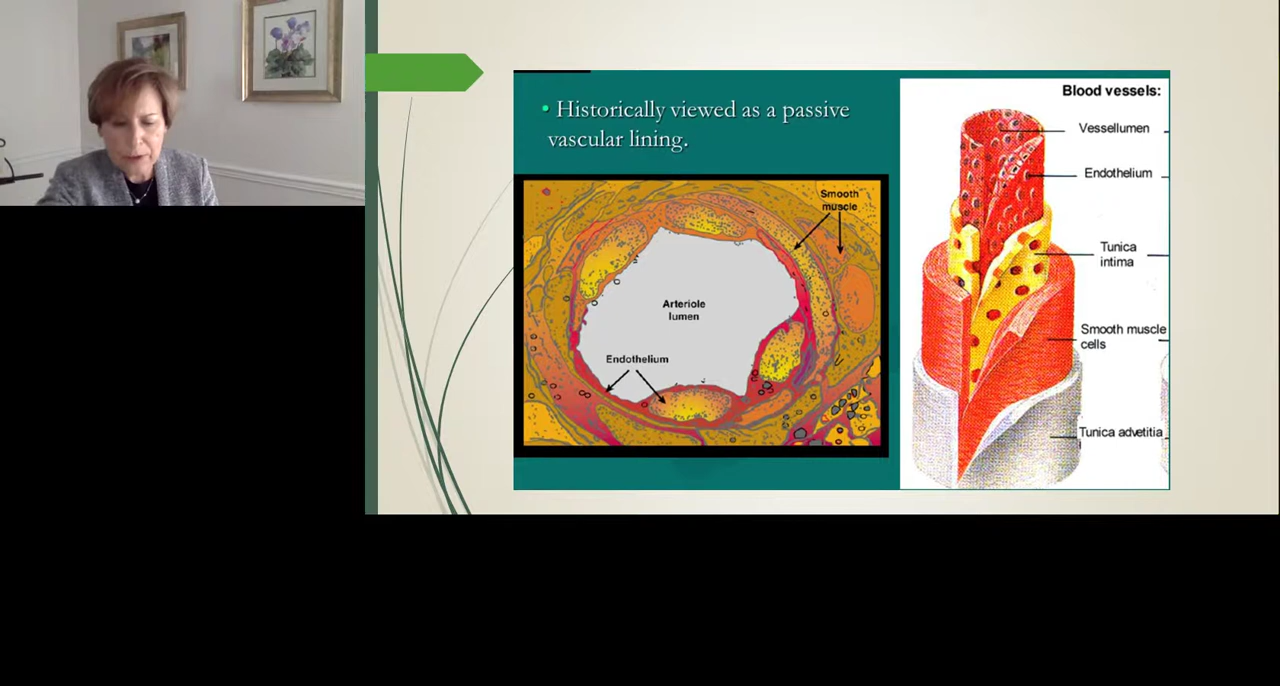 • Historically viewed as a passive
vascular lining.
Smooth
muscle
Arteriole
lumen
Endothelium
Blood vessels:
Vessellumen
Endothelium
Tunica
intima
Smooth muscle
cells
Tunica advetitia